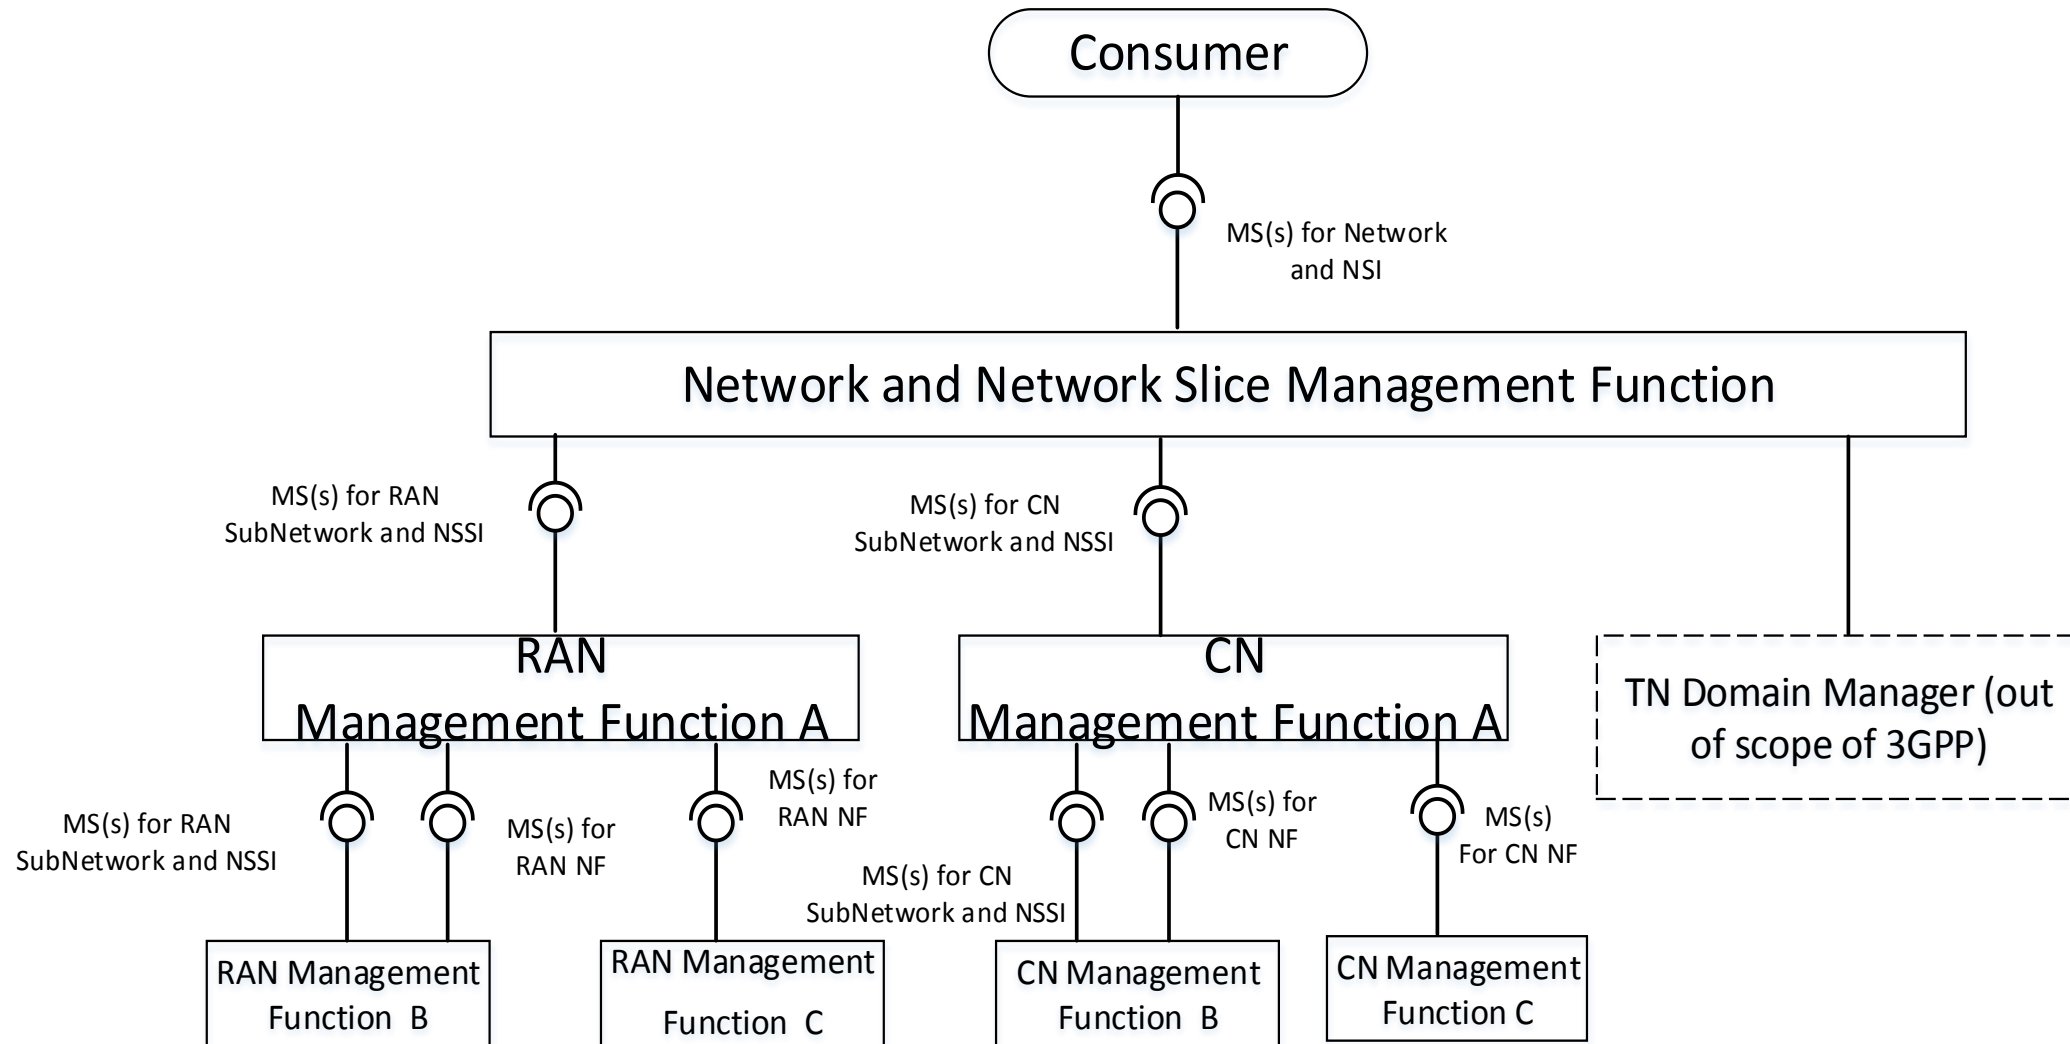 Consumer
MS(s) for Network
and NSI
Network and Network Slice Management Function
MS(s) for RAN
SubNetwork and NSSI
MS(s) for CN
SubNetwork and NSSI
RAN
Management Function A
CN
Management Function A
TN Domain Manager (out
of scope of 3GPP)
MS(s) for RAN
SubNetwork and NSSI
MS(s) for
RAN NF
MS(s) for
RAN NF
MS(s) for CN
SubNetwork and NSSI
MS(s) for
CN NF
MS(s)
For CN NF
RAN Management
Function B
RAN Management
Function C
CN Management
Function B
CN Management
Function C